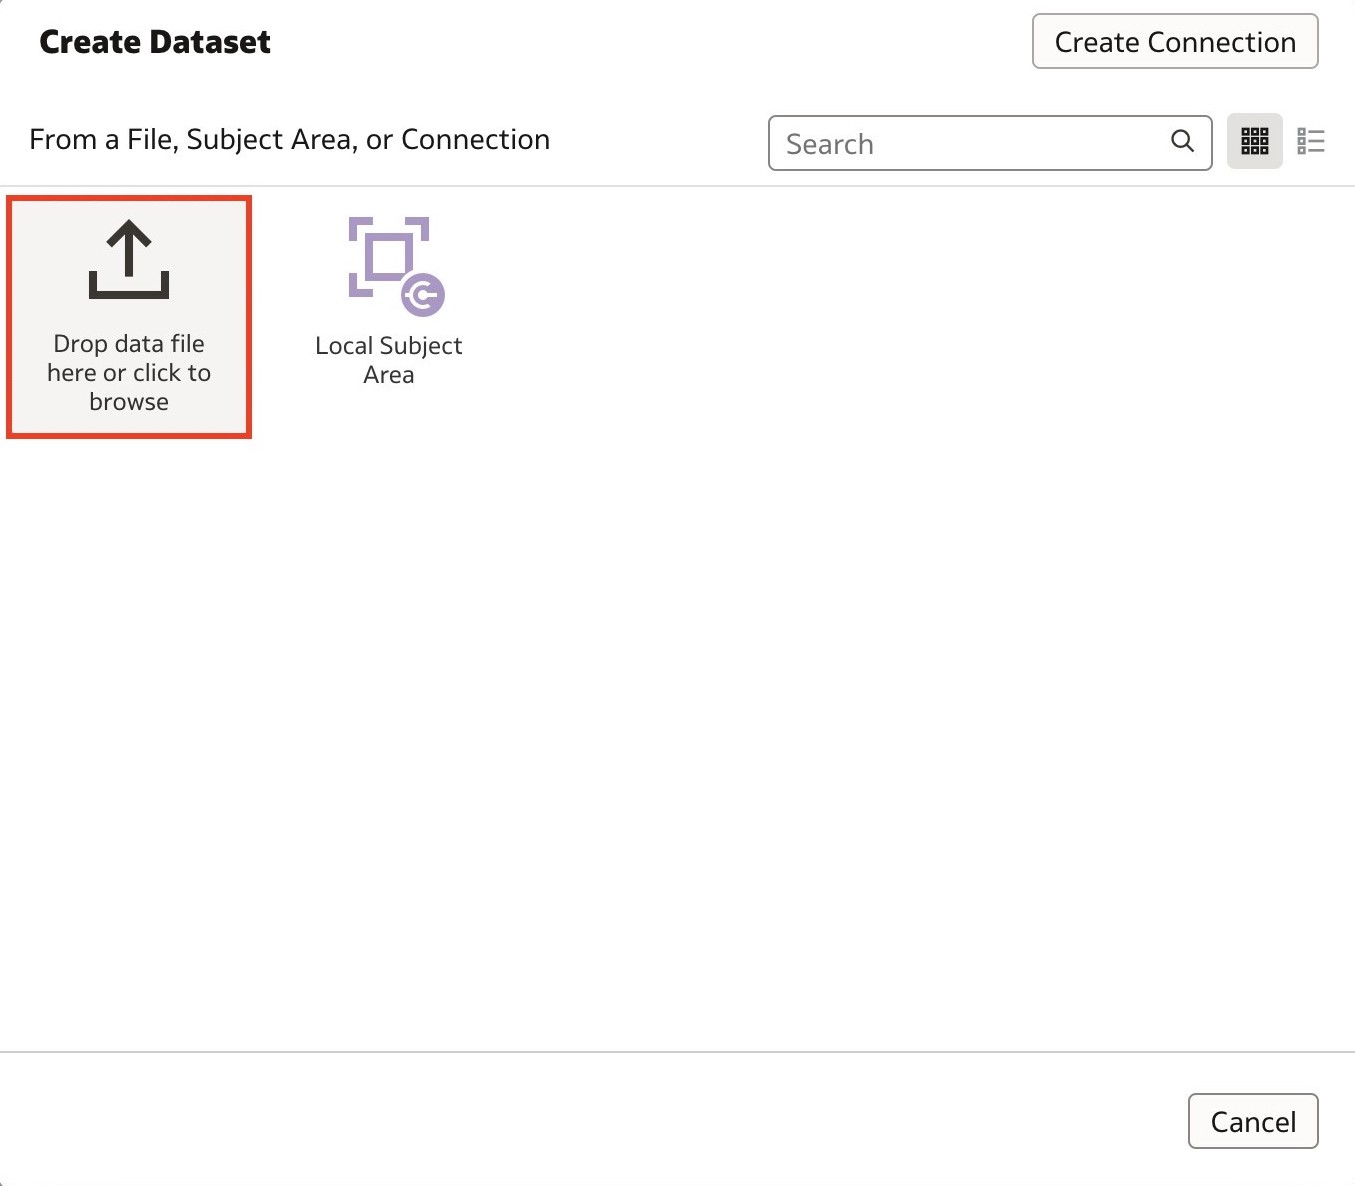 Create Dataset
Create Connection
From a File, Subject Area, or Connection
Search
Drop data file
here or click to
browse
Local Subject
Area
Cancel